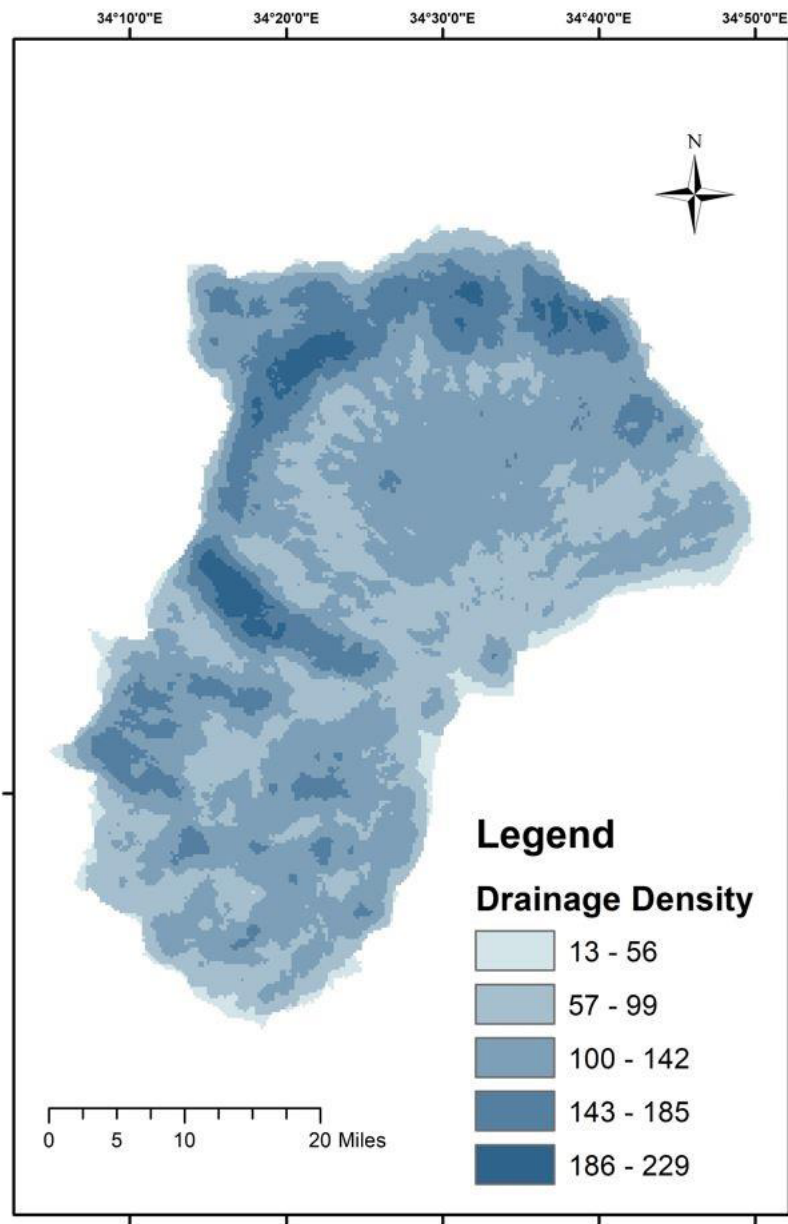 34°10'0"E 34°20'0"E 34°30'0"E 34°40'0"E 34°50'0"E
N
Legend
Drainage Density
13 - 56
57 - 99
100 - 142
143 - 185
186 - 229
0 5 10 20 Miles